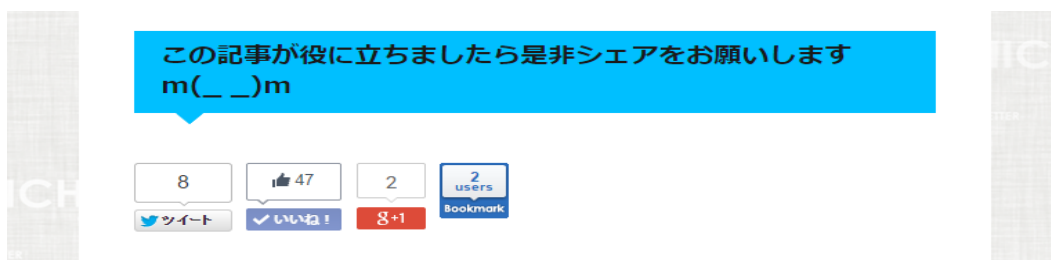 この記事が役に立ちましたら是非シェアをお願いします
m(_ _)m
8
47
2
2
users
ツイート
いいね！
g+1
Bookmark